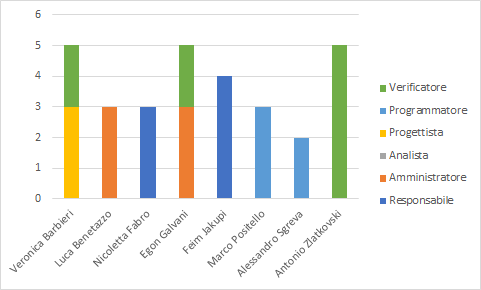 6
5
4
3
2
1
0
Veronica Barbieri
Luca Benetazzo
Nicoletta Fabro
Egon Galvani
Feim Jakupi
Marco Positello
Alessandro Sgreva
Antonio Zlatkovski
Verificatore
Programmatore
Progettista
Analista
Amministratore
Responsabile